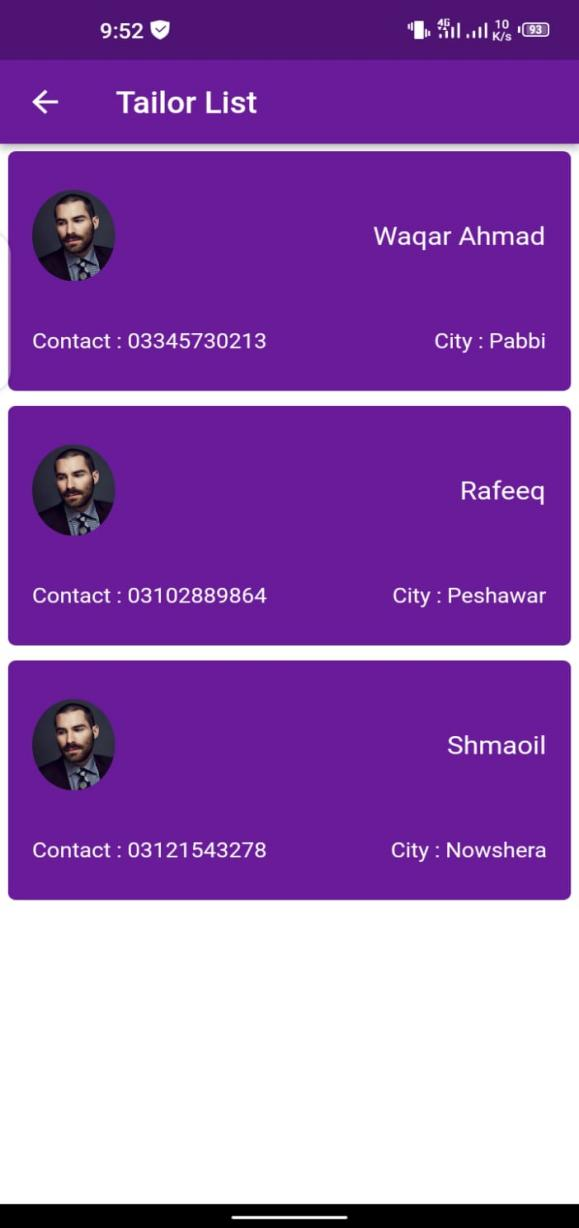 9:52 4G 10 K/s 93
Tailor List
Waqar Ahmad
Contact : 03345730213 City : Pabbi
Rafeeq
Contact : 03102889864 City : Peshawar
Shmaoil
Contact : 03121543278 City : Nowshera